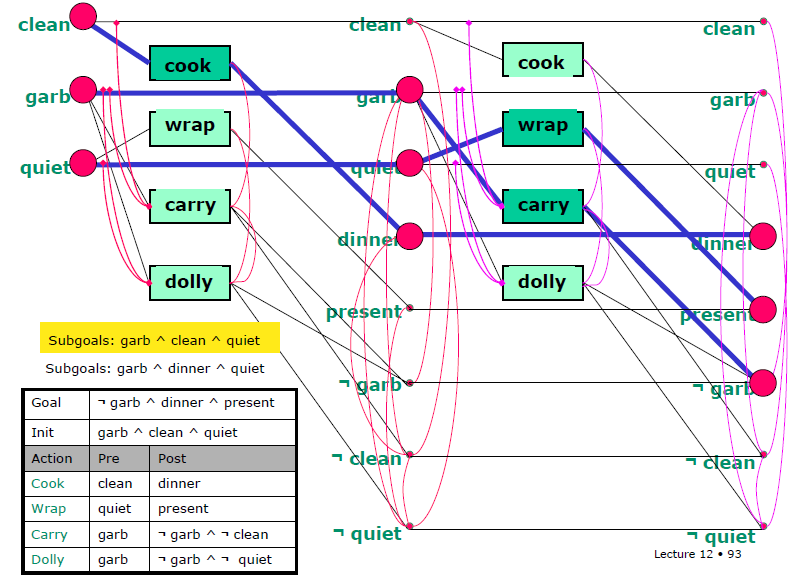 clean clean clean
cook cook
garb garb garb
wrap wrap
quiet quiet quiet
carry carry
dinner dinner
dolly dolly
present present
Subgoals: garb ^ clean ^ quiet
Subgoals: garb ^ dinner ^ quiet
¬ garb ¬ garb
¬ clean ¬ clean
¬ quiet ¬ quiet
Goal ¬ garb ^ dinner ^ present
Init garb ^ clean ^ quiet
Action Pre Post
Cook clean dinner
Wrap quiet present
Carry garb ¬ garb ^ ¬ clean
Dolly garb ¬ garb ^ ¬ quiet
Lecture 12 • 93